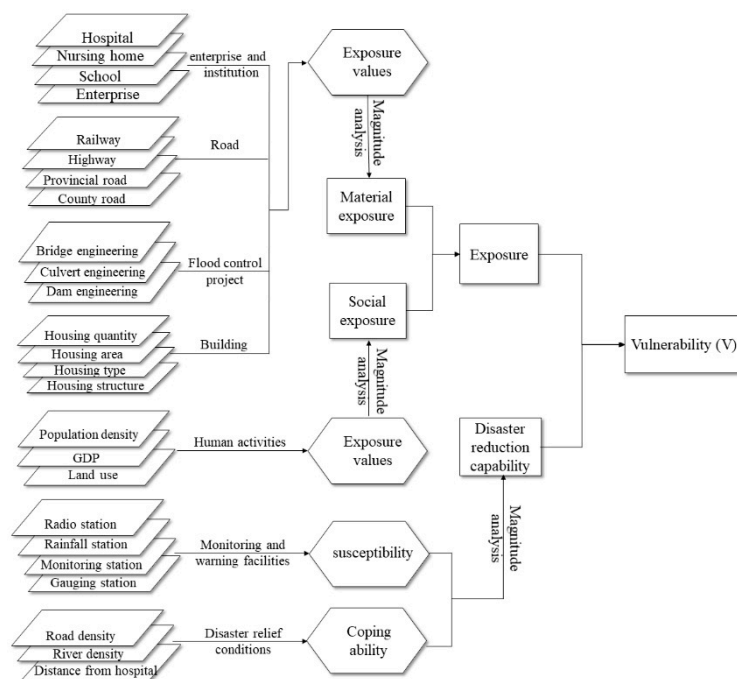 Hospital
Nursing home
School
Enterprise
enterprise and
institution
Exposure
values
Magnitude
analysis
Railway
Highway
Provincial road
County road
Road
Material
exposure
Bridge engineering
Culvert engineering
Dam engineering
Flood control
project
Exposure
Social
exposure
Housing quantity
Housing area
Housing type
Housing structure
Building
Magnitude
analysis
Vulnerability (V)
Population density
GDP
Land use
Human activities
Exposure
values
Disaster
reduction
capability
Magnitude
analysis
Radio station
Rainfall station
Monitoring station
Gauging station
Monitoring and
warning facilities
susceptibility
Road density
River density
Distance from hospital
Disaster relief
conditions
Coping
ability